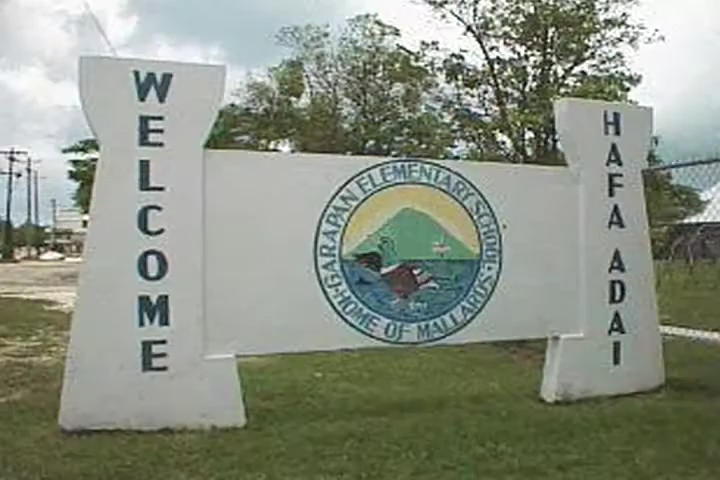 WELCOME
GARAPAN ELEMENTARY SCHOOL
HOME OF MALLARDS
HAFA ADAI